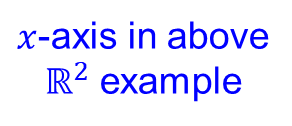 𝑥-axis in above
ℝ² example